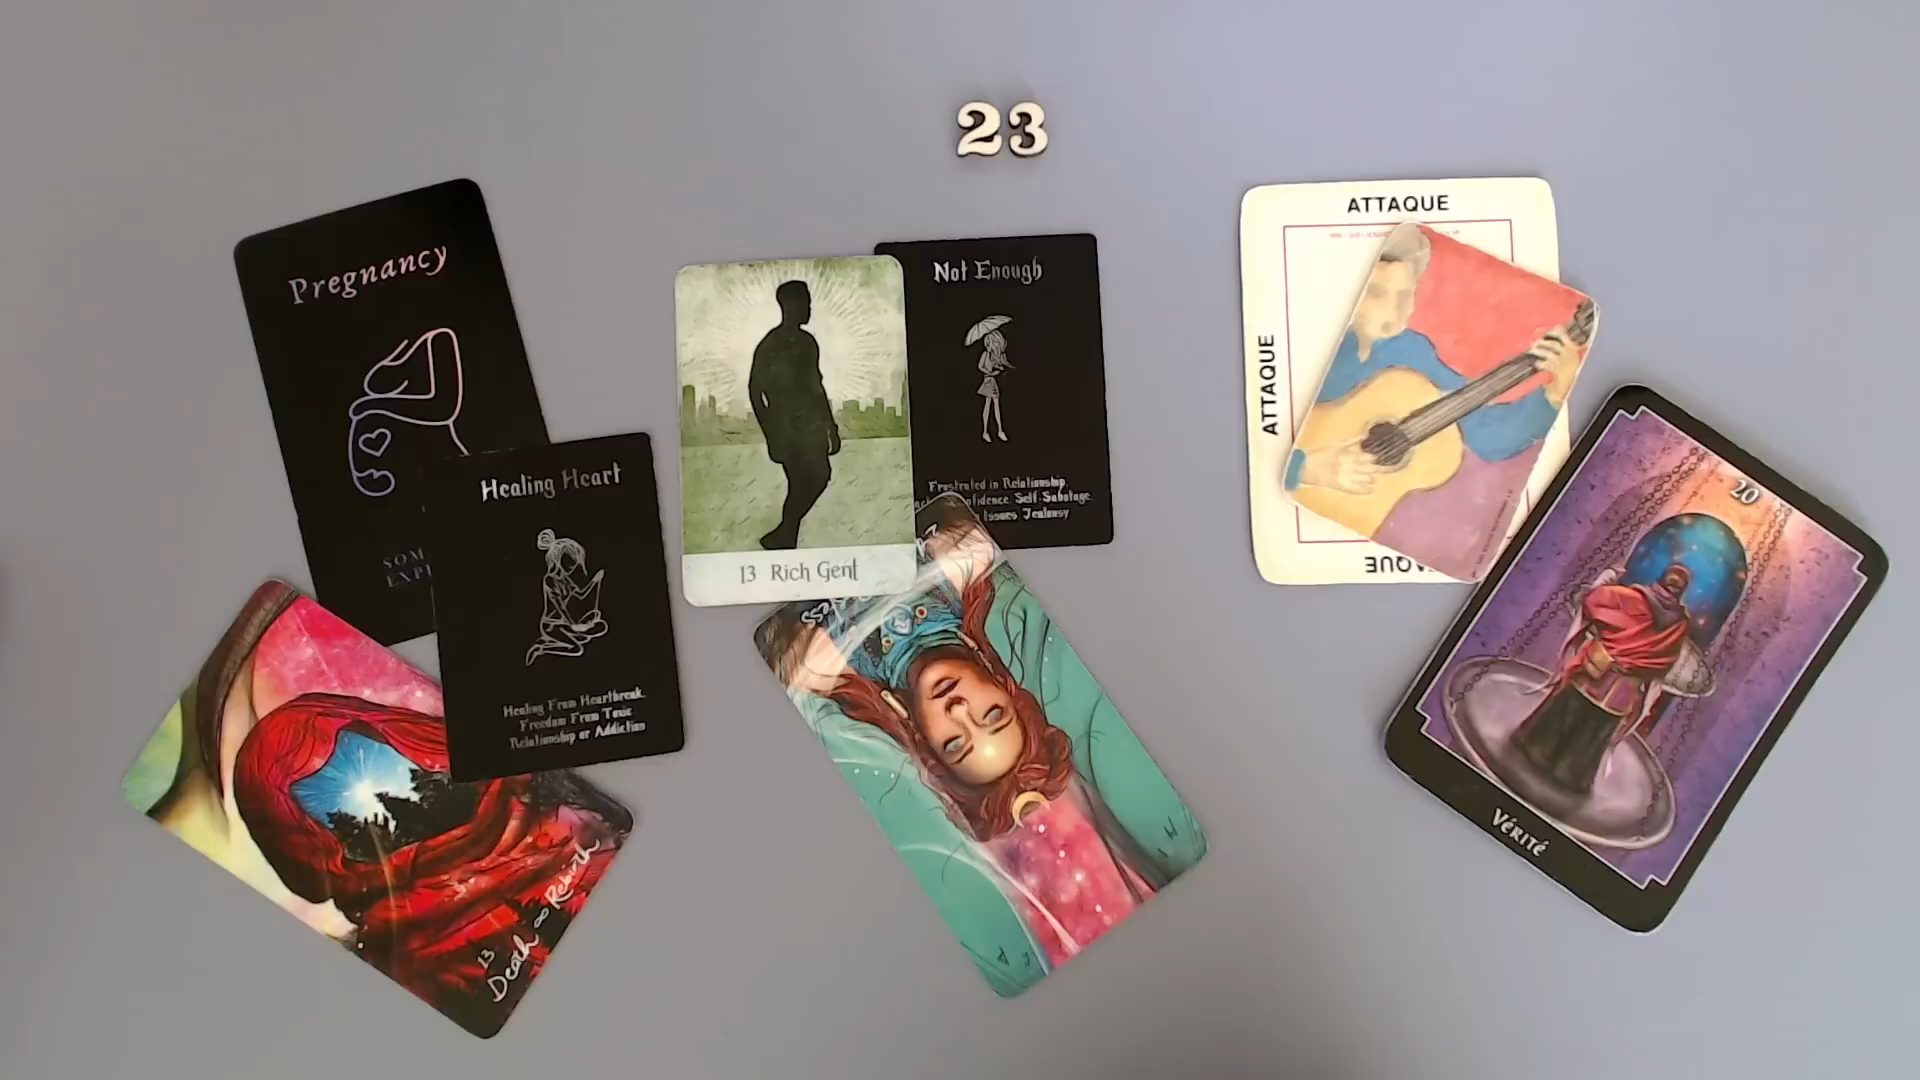 23
Pregnancy
Healing Heart
Healing From Heartbreak,
Freedom From Toxic
Relationship or Addiction
13
Death ∞ Rebirth
13 Rich Gent
Not Enough
Frustrated in Relationship,
Self-Sabotage,
Issues Jealousy
ATTAQUE
ATTAQUE
20
VÉRITÉ